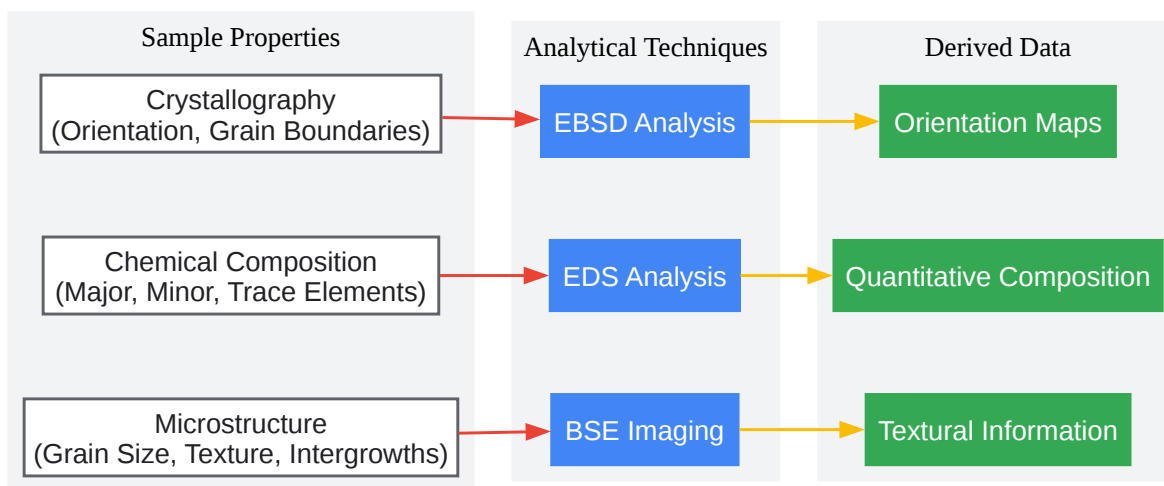 Sample Properties
Analytical Techniques
Derived Data
Crystallography
(Orientation, Grain Boundaries)
EBSD Analysis
Orientation Maps
Chemical Composition
(Major, Minor, Trace Elements)
EDS Analysis
Quantitative Composition
Microstructure
(Grain Size, Texture, Intergrowths)
BSE Imaging
Textural Information